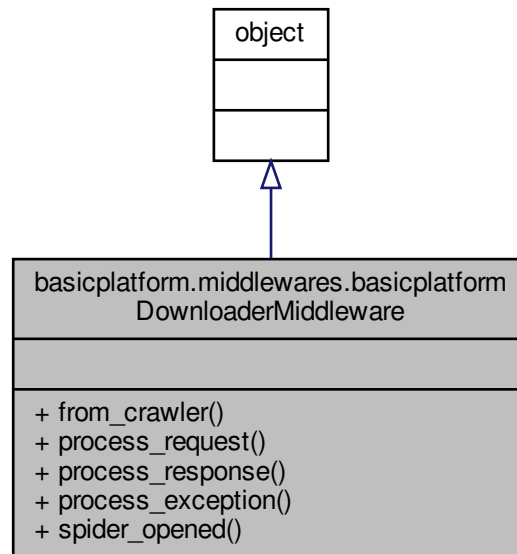 object
basicplatform.middlewares.basicplatform
DownloaderMiddleware
+ from_crawler()
+ process_request()
+ process_response()
+ process_exception()
+ spider_opened()